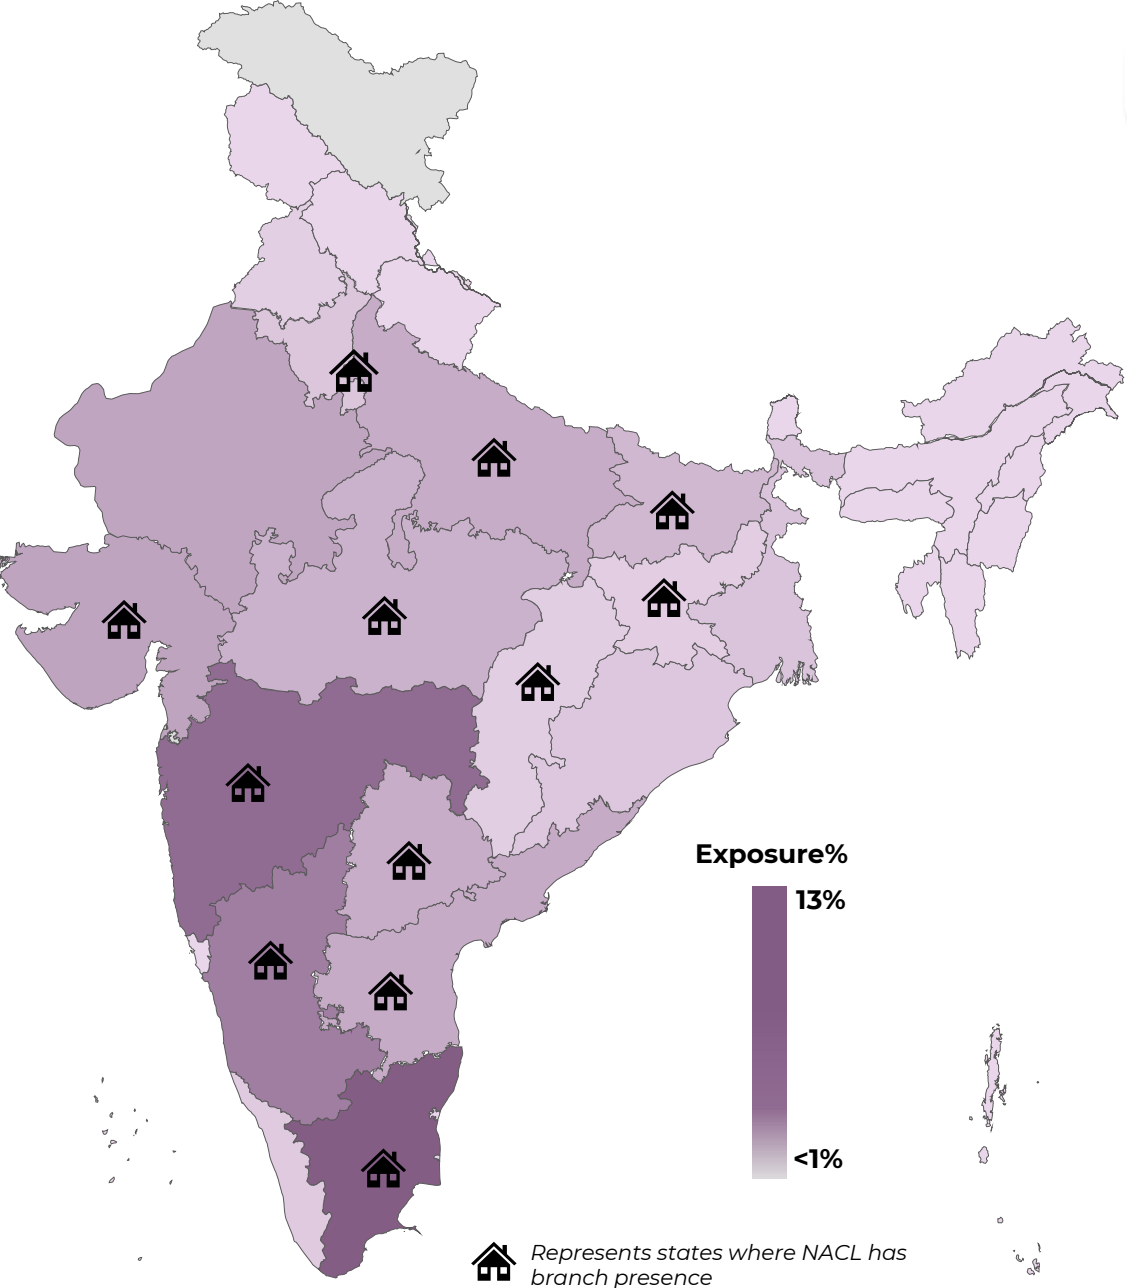 Exposure%
13%
<1%
Represents states where NACL has
branch presence